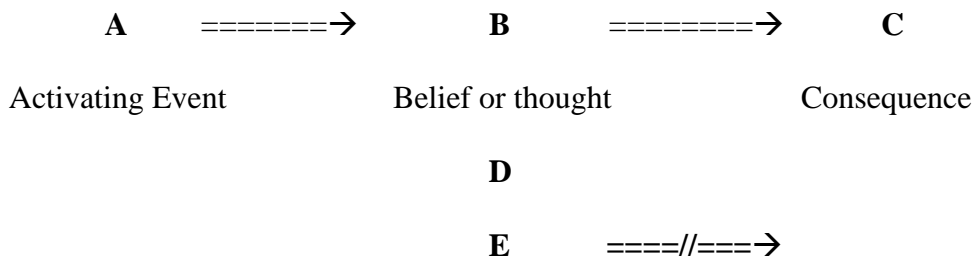 A =======→ B ========→ C
Activating Event Belief or thought Consequence
D
E ====//===→